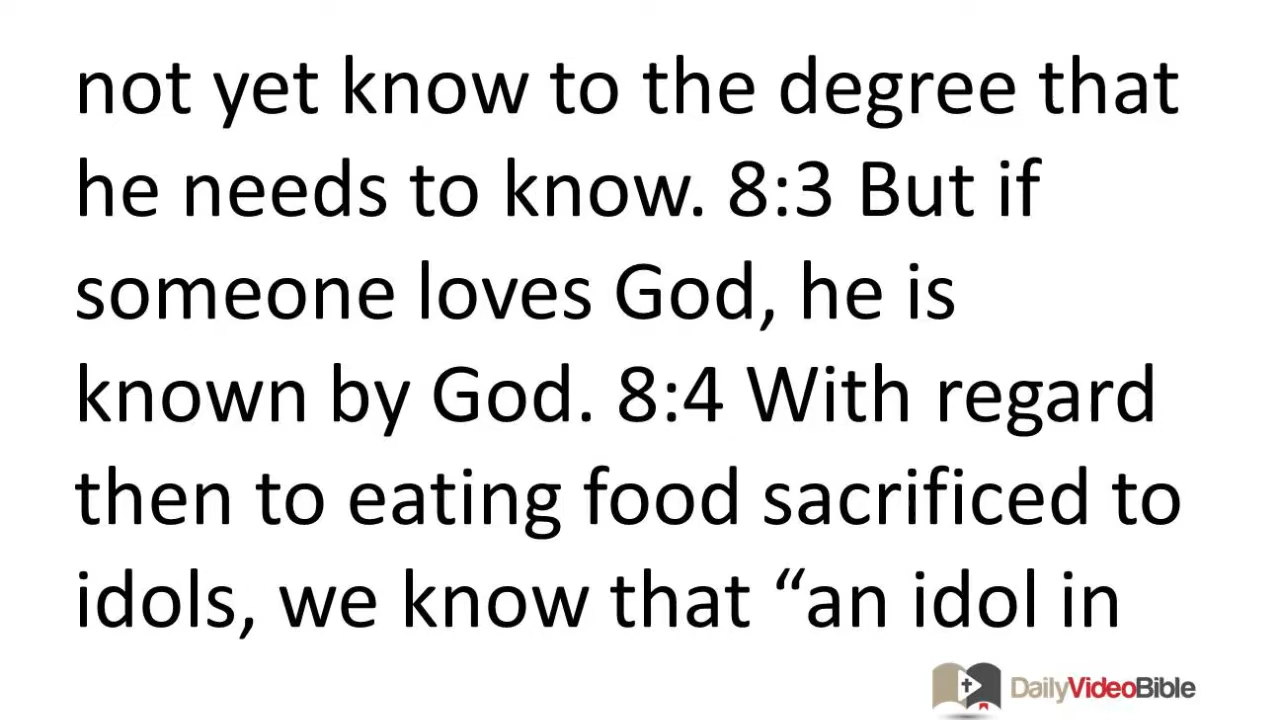 not yet know to the degree that
he needs to know. 8:3 But if
someone loves God, he is
known by God. 8:4 With regard
then to eating food sacrificed to
idols, we know that “an idol in
DailyVideoBible